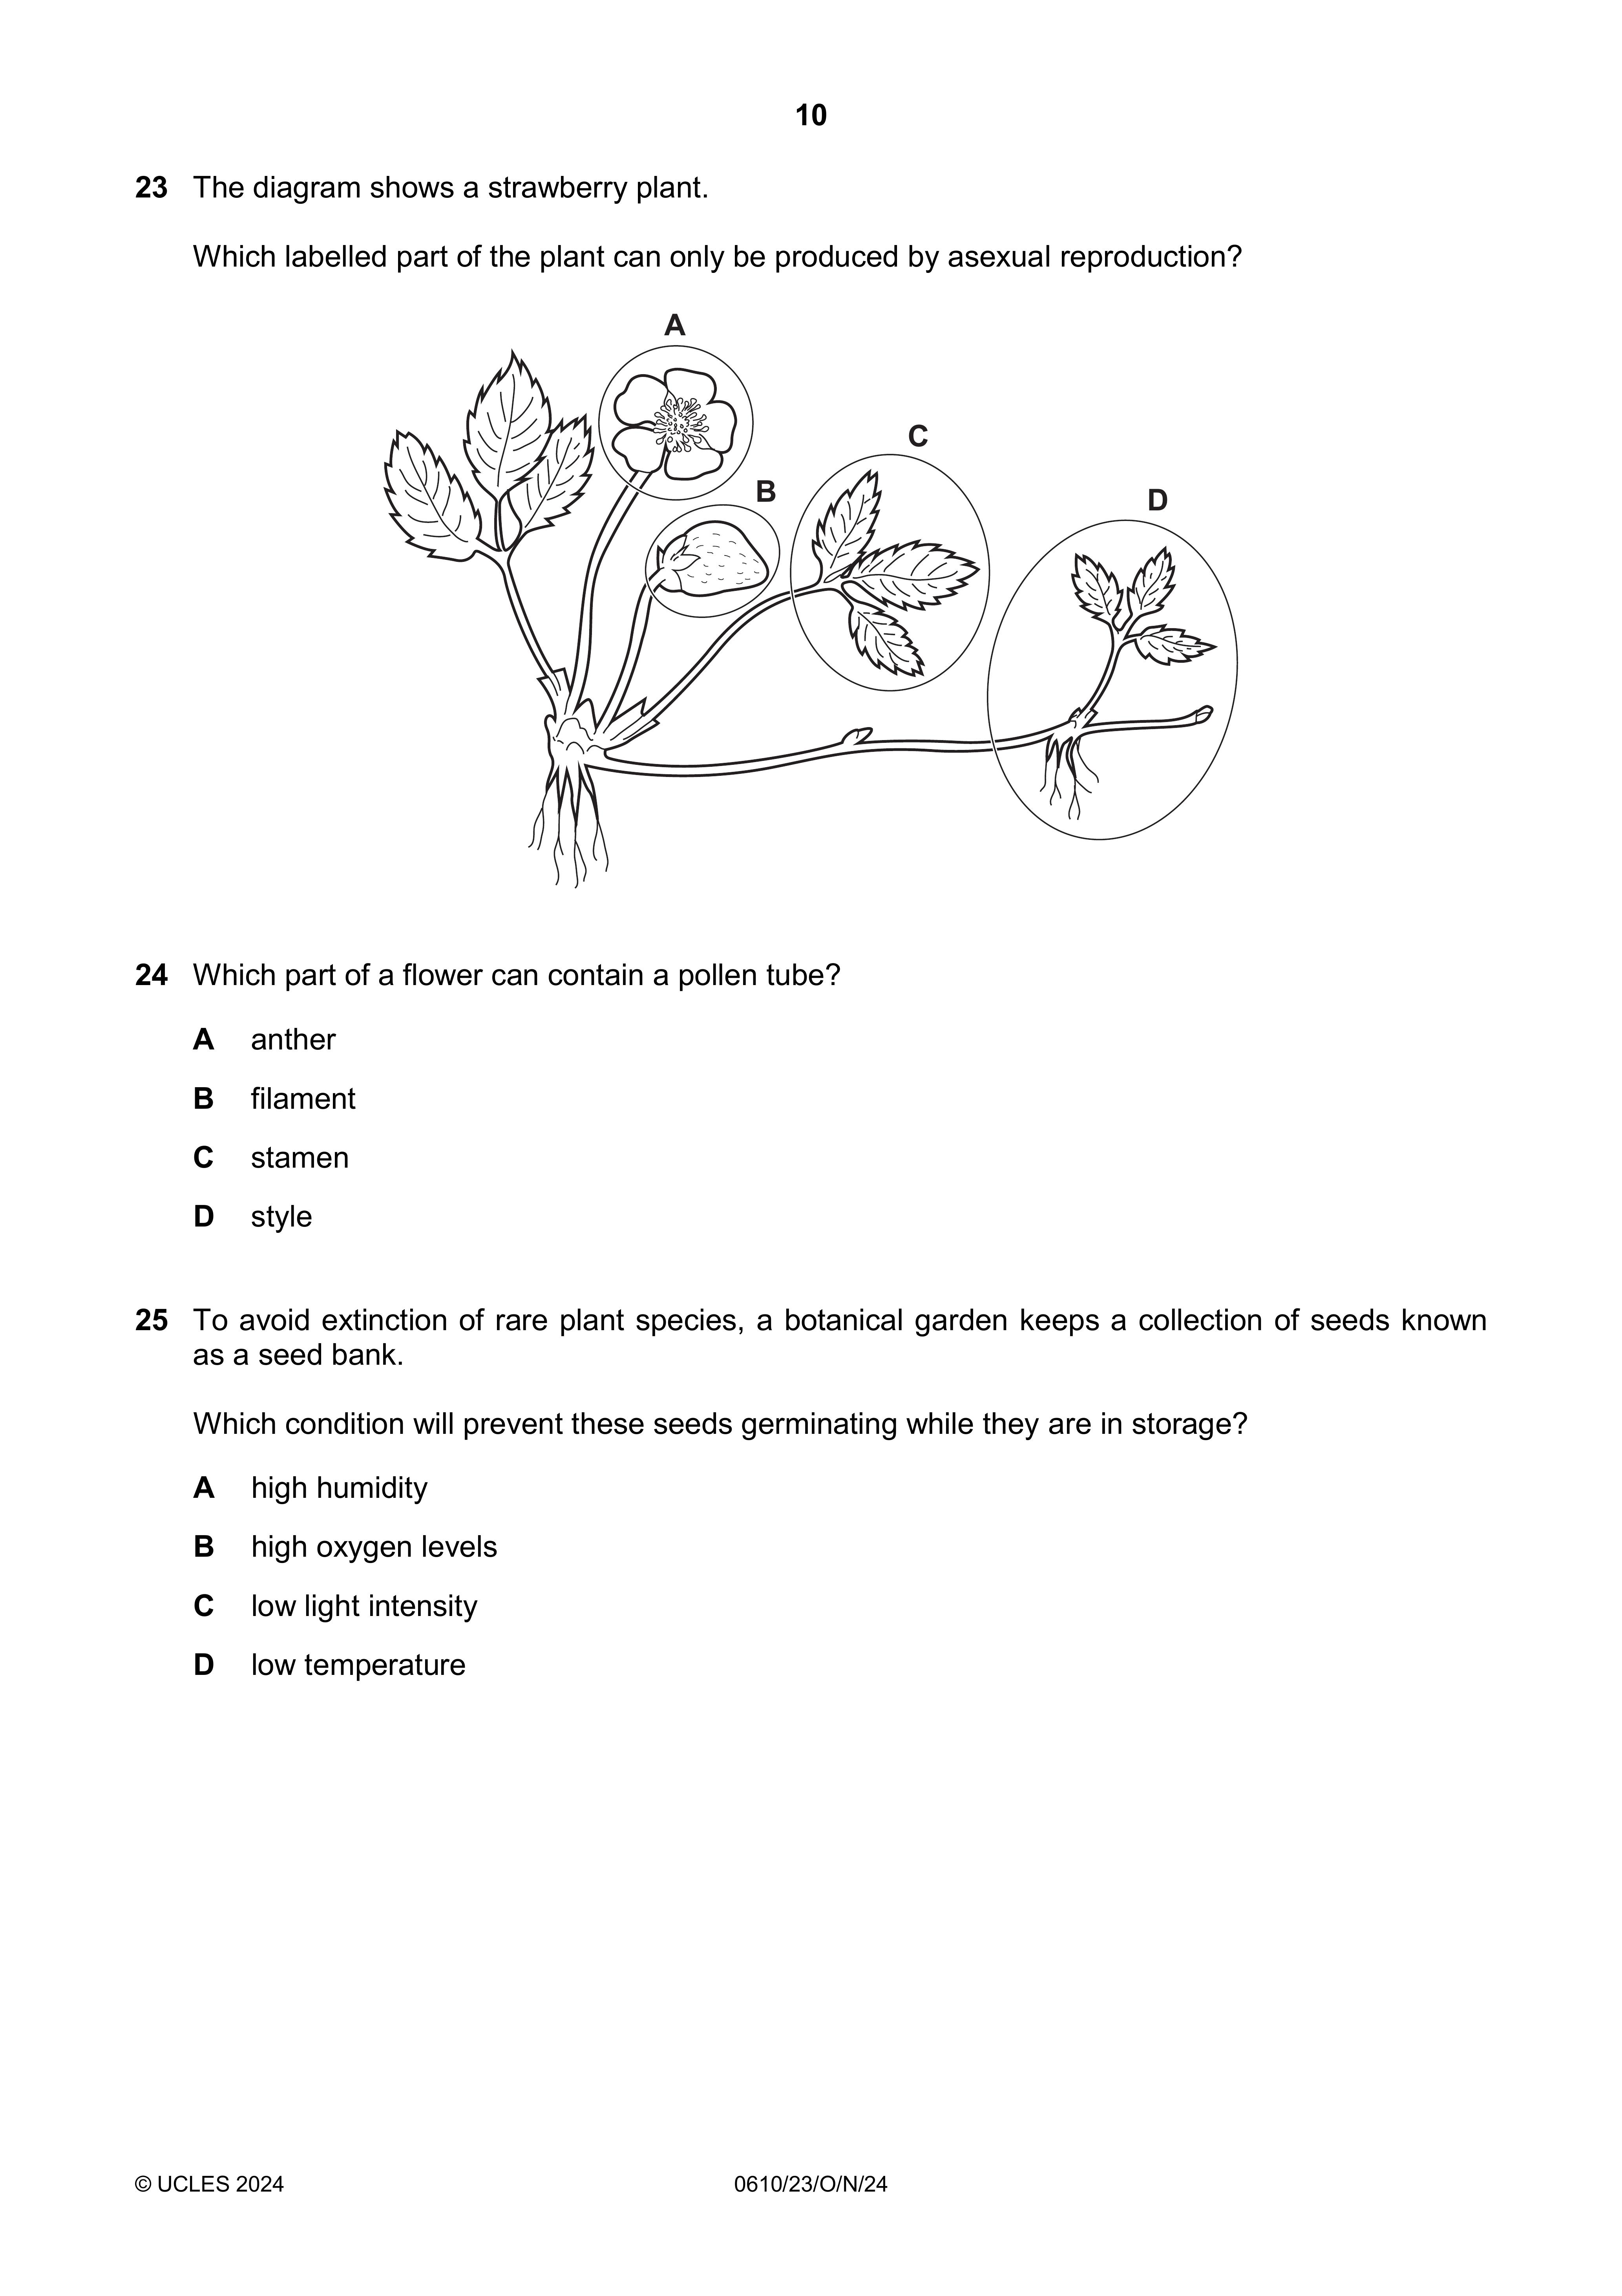 10
23 The diagram shows a strawberry plant.
Which labelled part of the plant can only be produced by asexual reproduction?
A
B
C
D
24 Which part of a flower can contain a pollen tube?
A anther
B filament
C stamen
D style
25 To avoid extinction of rare plant species, a botanical garden keeps a collection of seeds known
as a seed bank.
Which condition will prevent these seeds germinating while they are in storage?
A high humidity
B high oxygen levels
C low light intensity
D low temperature
© UCLES 2024 0610/23/O/N/24